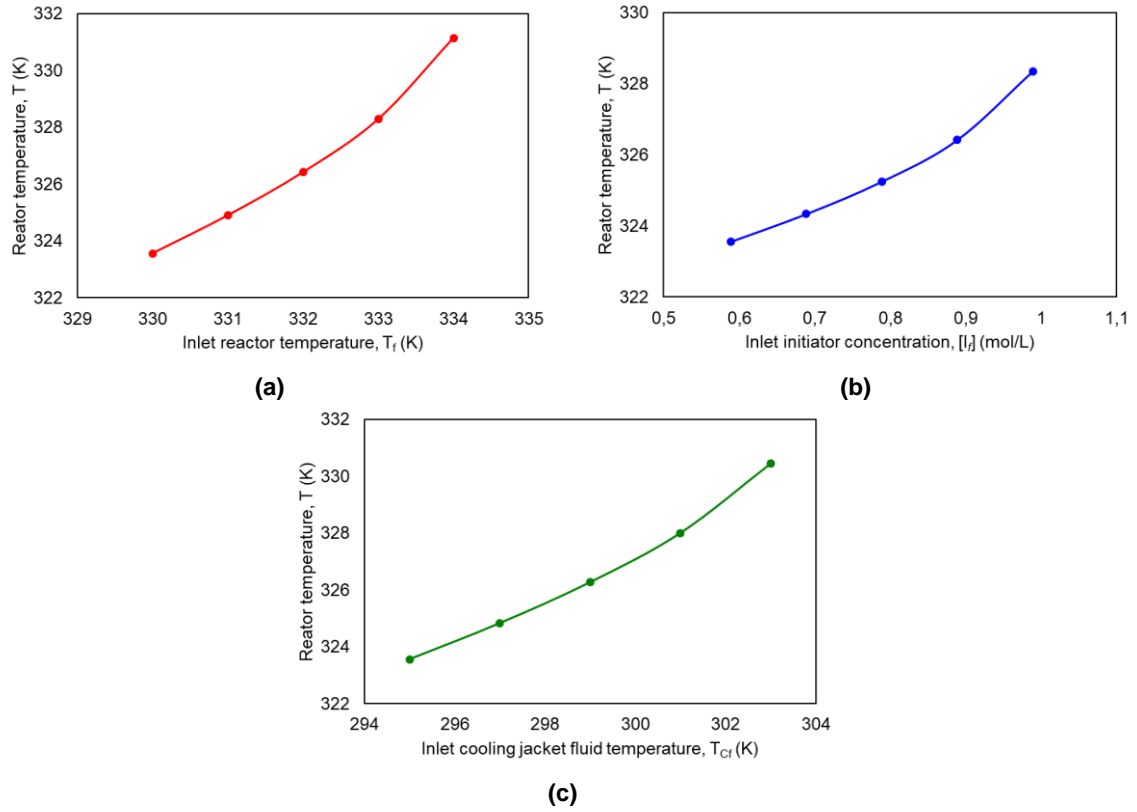 332
330
328
326
324
322
Reator temperature, T (K)
329 330 331 332 333 334 335
Inlet reactor temperature, T_f (K)
(a)
330
328
326
324
322
Reator temperature, T (K)
0,5 0,6 0,7 0,8 0,9 1 1,1
Inlet initiator concentration, [I_f] (mol/L)
(b)
332
330
328
326
324
322
Reator temperature, T (K)
294 296 298 300 302 304
Inlet cooling jacket fluid temperature, T_Cf (K)
(c)